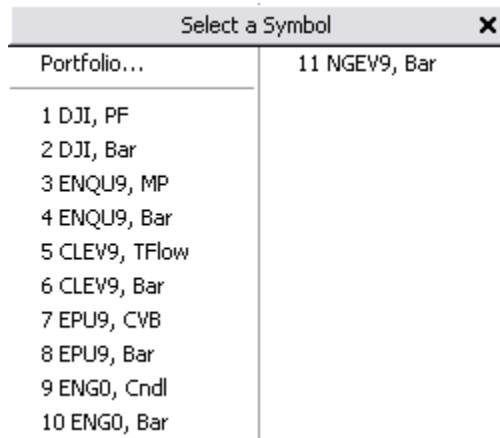 Select a Symbol
Portfolio...
1 DJI, PF
2 DJI, Bar
3 ENQU9, MP
4 ENQU9, Bar
5 CLEV9, TFlow
6 CLEV9, Bar
7 EPU9, CVB
8 EPU9, Bar
9 ENG0, Cndl
10 ENG0, Bar
11 NGEV9, Bar